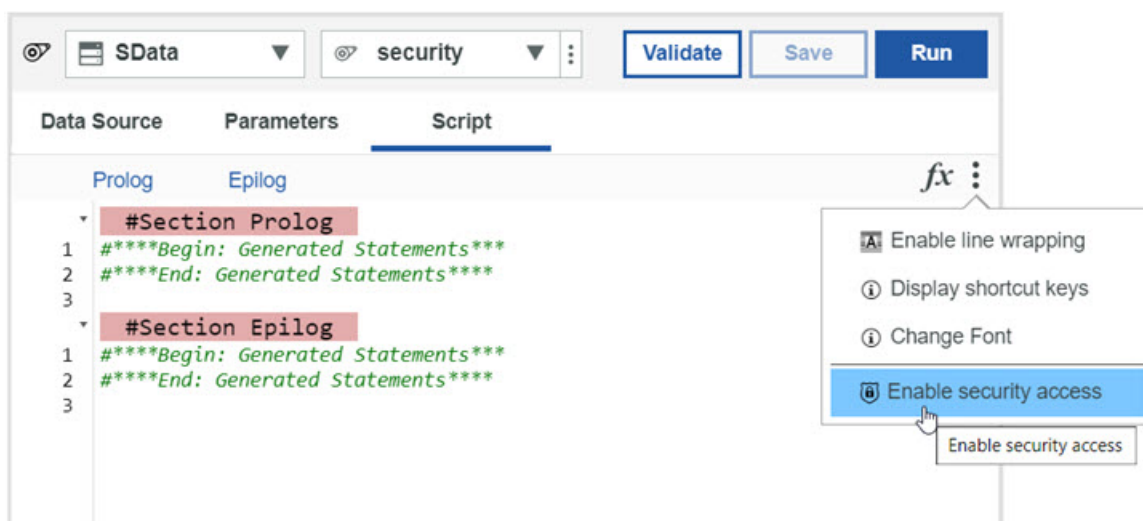 SData security Validate Save Run
Data Source Parameters Script
Prolog Epilog fx
#Section Prolog
1 #****Begin: Generated Statements***
2 #****End: Generated Statements****
3
#Section Epilog
1 #****Begin: Generated Statements***
2 #****End: Generated Statements****
3
Enable line wrapping
Display shortcut keys
Change Font
Enable security access
Enable security access